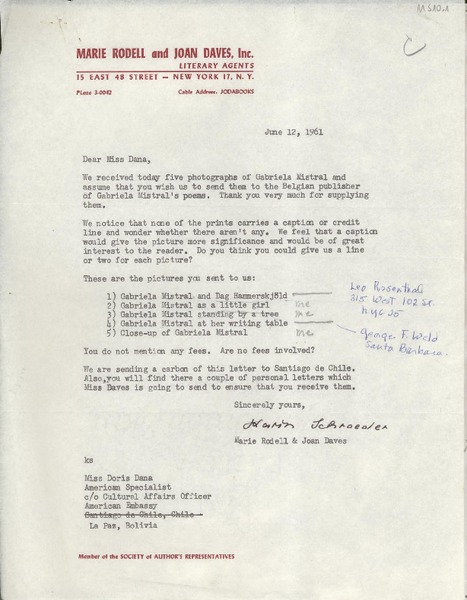 MARIE RODELL and JOAN DAVES, Inc.
LITERARY AGENTS
15 EAST 48 STREET — NEW YORK 17, N. Y.
PLaza 3-0042 Cable Address, JODABOOKS
June 12, 1961
Dear Miss Dana,
We received today five photographs of Gabriela Mistral and
assume that you wish us to send them to the Belgian publisher
of Gabriela Mistral's poems. Thank you very much for supplying
them.
We notice that none of the prints carries a caption or credit
line and wonder whether there aren't any. We feel that a caption
would give the picture more significance and would be of great
interest to the reader. Do you think you could give us a line
or two for each picture?
These are the pictures you sent to us:
1) Gabriela Mistral and Dag Hammerskjöld
2) Gabriela Mistral as a little girl me
3) Gabriela Mistral standing by a tree me
4) Gabriela Mistral at her writing table
5) Close-up of Gabriela Mistral me
Leo Rosenthal
315 West 102 St
NYC 25
George F. Weld
Santa Barbara
You do not mention any fees. Are no fees involved?
We are sending a carbon of this letter to Santiago de Chile.
Also,you will find there a couple of personal letters which
Miss Daves is going to send to ensure that you receive them.
Sincerely yours,
Karin Schroeder
Marie Rodell & Joan Daves
ks
Miss Doris Dana
American Specialist
c/o Cultural Affairs Officer
American Embassy
Santiago de Chile, Chile
La Paz, Bolivia
Member of the SOCIETY OF AUTHOR'S REPRESENTATIVES